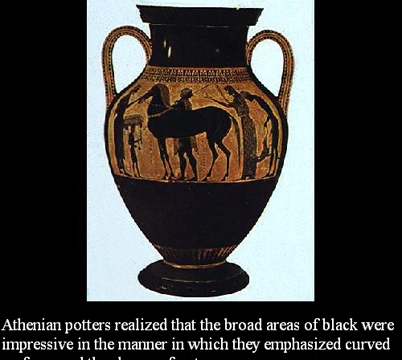 Athenian potters realized that the broad areas of black were
impressive in the manner in which they emphasized curved